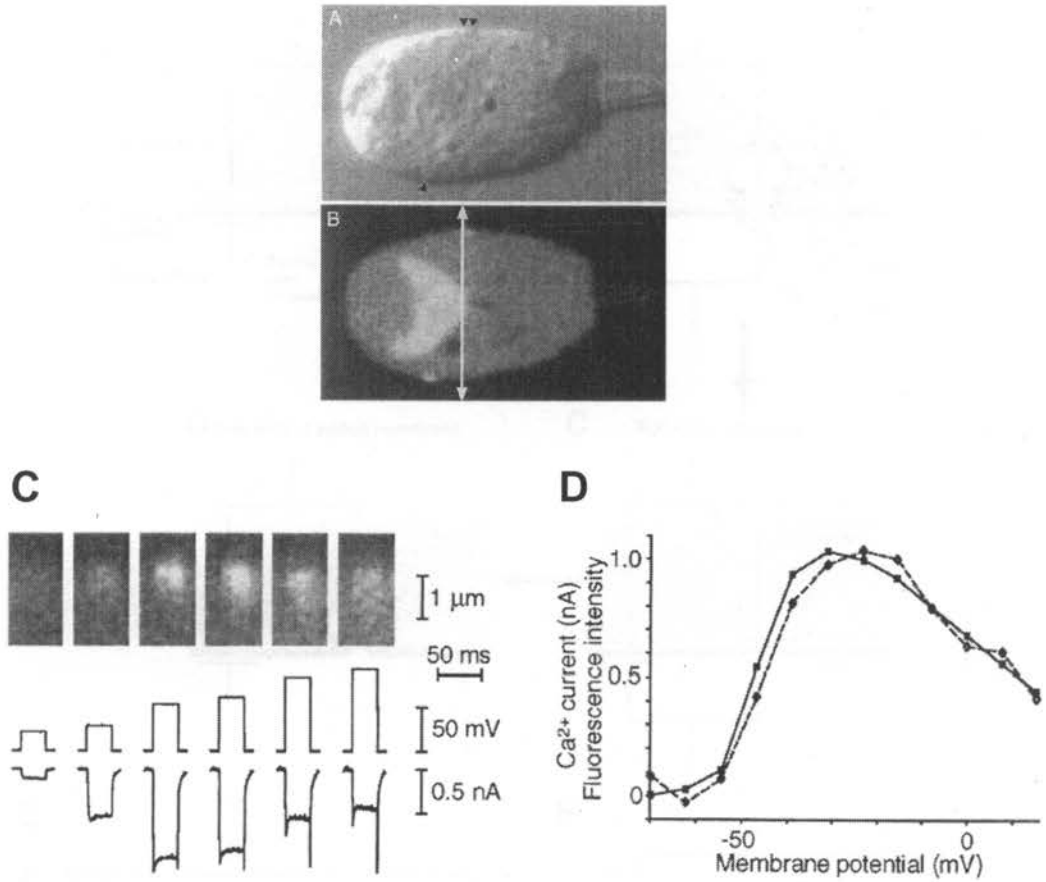 A
B
C
1 µm
50 ms
50 mV
0.5 nA
D
Ca²⁺ current (nA)
Fluorescence intensity
1.0
0.5
0
-50
0
Membrane potential (mV)